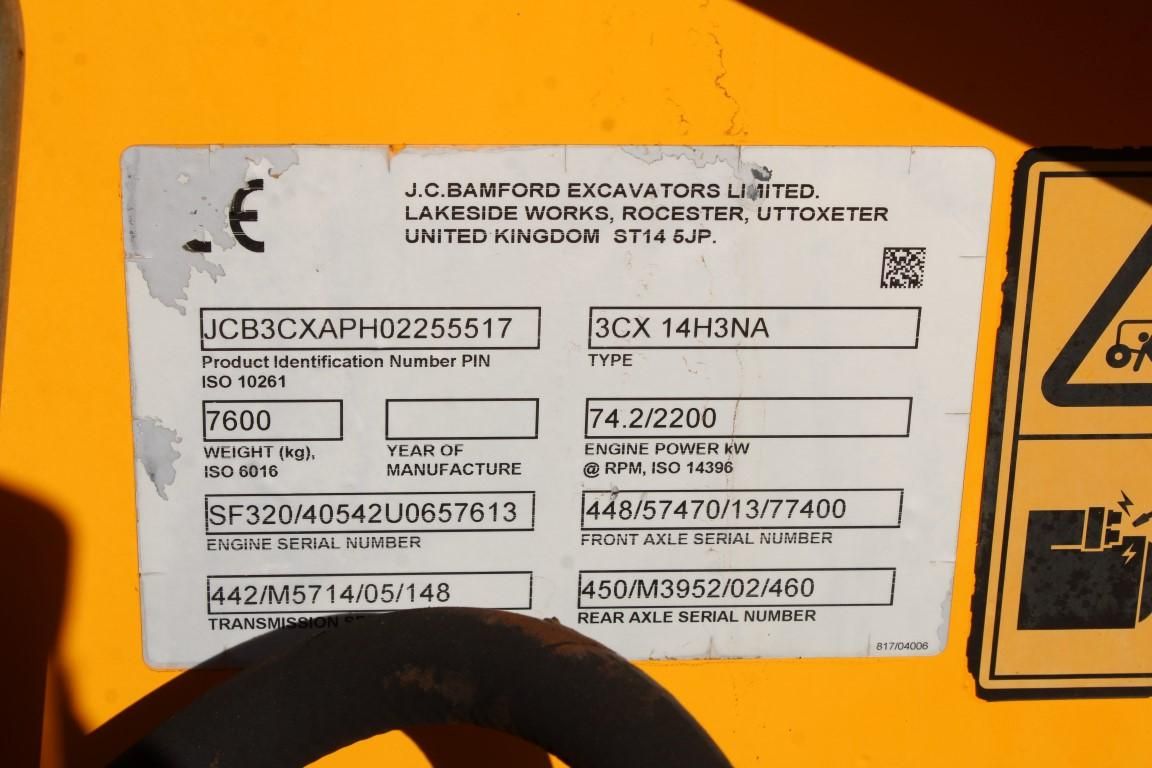 CE
J.C.BAMFORD EXCAVATORS LIMITED.
LAKESIDE WORKS, ROCESTER, UTTOXETER
UNITED KINGDOM ST14 5JP.
JCB3CXAPH02255517
Product Identification Number PIN
ISO 10261
3CX 14H3NA
TYPE
7600
WEIGHT (kg),
ISO 6016
YEAR OF
MANUFACTURE
74.2/2200
ENGINE POWER kW
@ RPM, ISO 14396
SF320/40542U0657613
ENGINE SERIAL NUMBER
448/57470/13/77400
FRONT AXLE SERIAL NUMBER
442/M5714/05/148
TRANSMISSION
450/M3952/02/460
REAR AXLE SERIAL NUMBER
817/04006